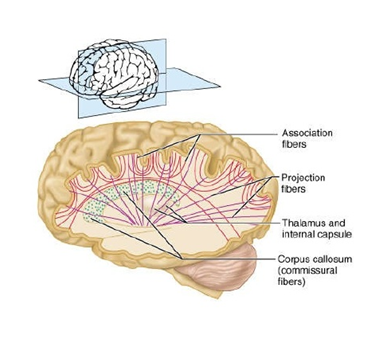 Association
fibers
Projection
fibers
Thalamus and
internal capsule
Corpus callosum
(commissural
fibers)